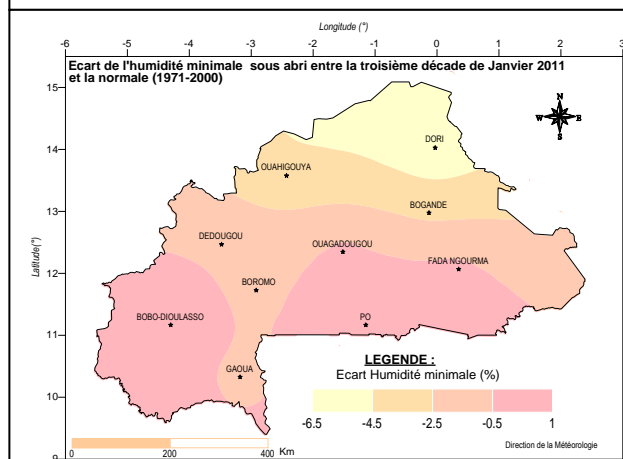 Longitude (°)
-6 -5 -4 -3 -2 -1 0 1 2 3
Ecart de l'humidité minimale sous abri entre la troisième décade de Janvier 2011
et la normale (1971-2000)
15
N
W E
S
14
DORI
OUAHIGOUYA
13
BOGANDE
Latitude(°)
DEDOUGOU
OUAGADOUGOU
FADA NGOURMA
12
BOROMO
BOBO-DIOULASSO
PO
11
LEGENDE :
GAOUA
Ecart Humidité minimale (%)
10
-6.5 -4.5 -2.5 -0.5 1
9
0 200 400 Km
Direction de la Météorologie